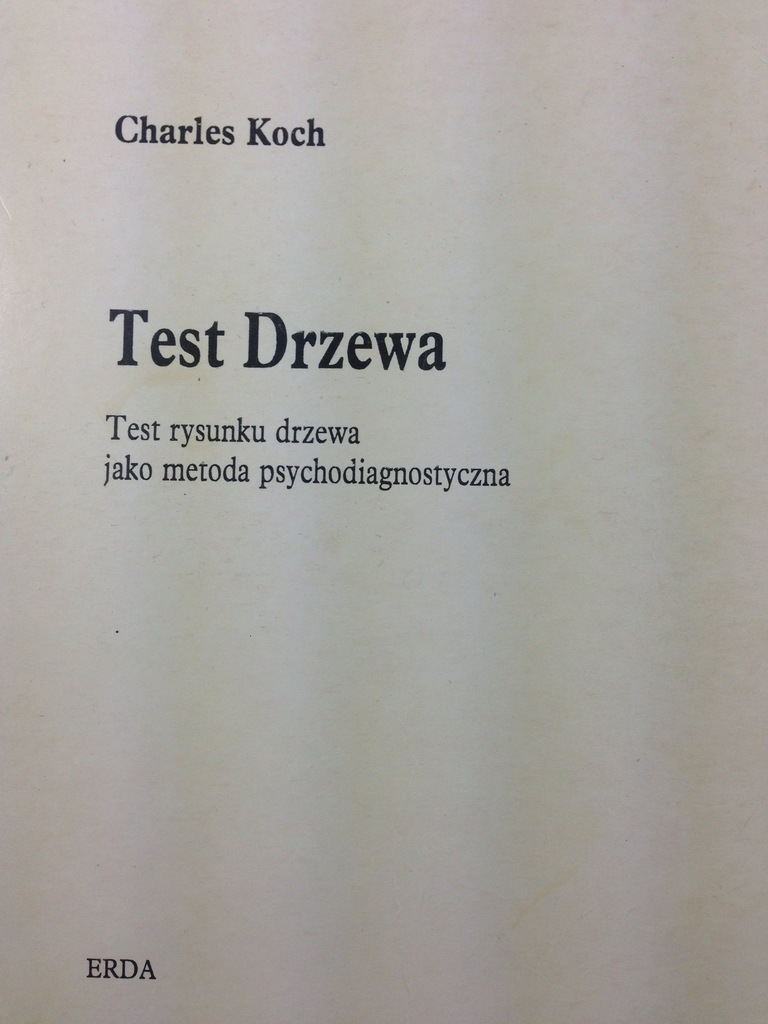 Charles Koch
Test Drzewa
Test rysunku drzewa
jako metoda psychodiagnostyczna
ERDA